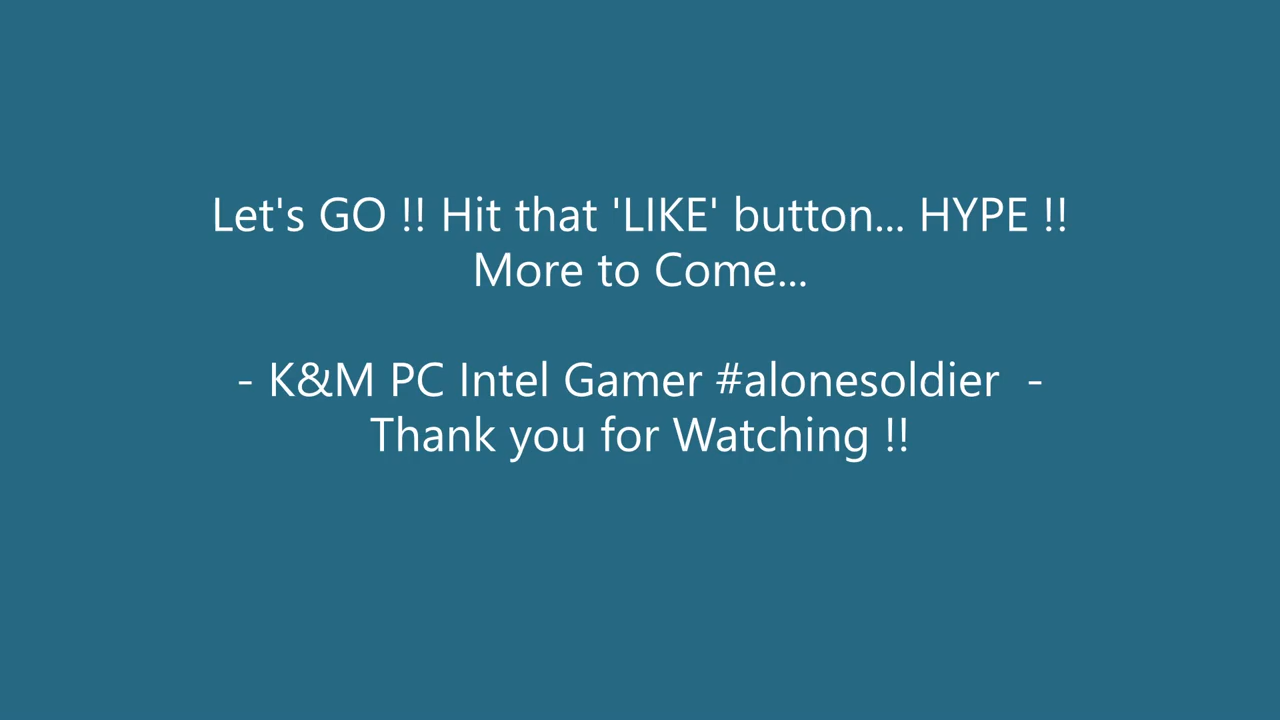 Let's GO !! Hit that 'LIKE' button... HYPE !!
More to Come...
- K&M PC Intel Gamer #alonesoldier  -
Thank you for Watching !!